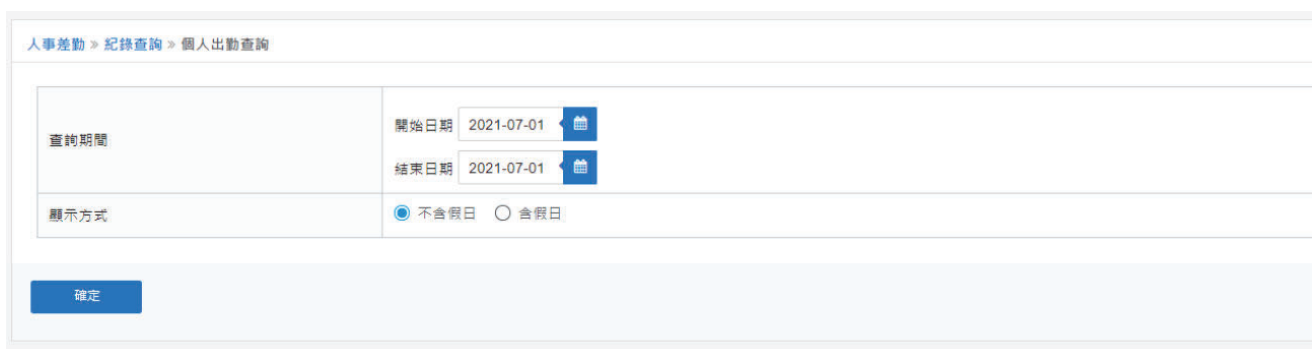 人事差勤 » 紀錄查詢 » 個人出勤查詢
查詢期間
開始日期 2021-07-01
結束日期 2021-07-01
顯示方式
不含假日 含假日
確定